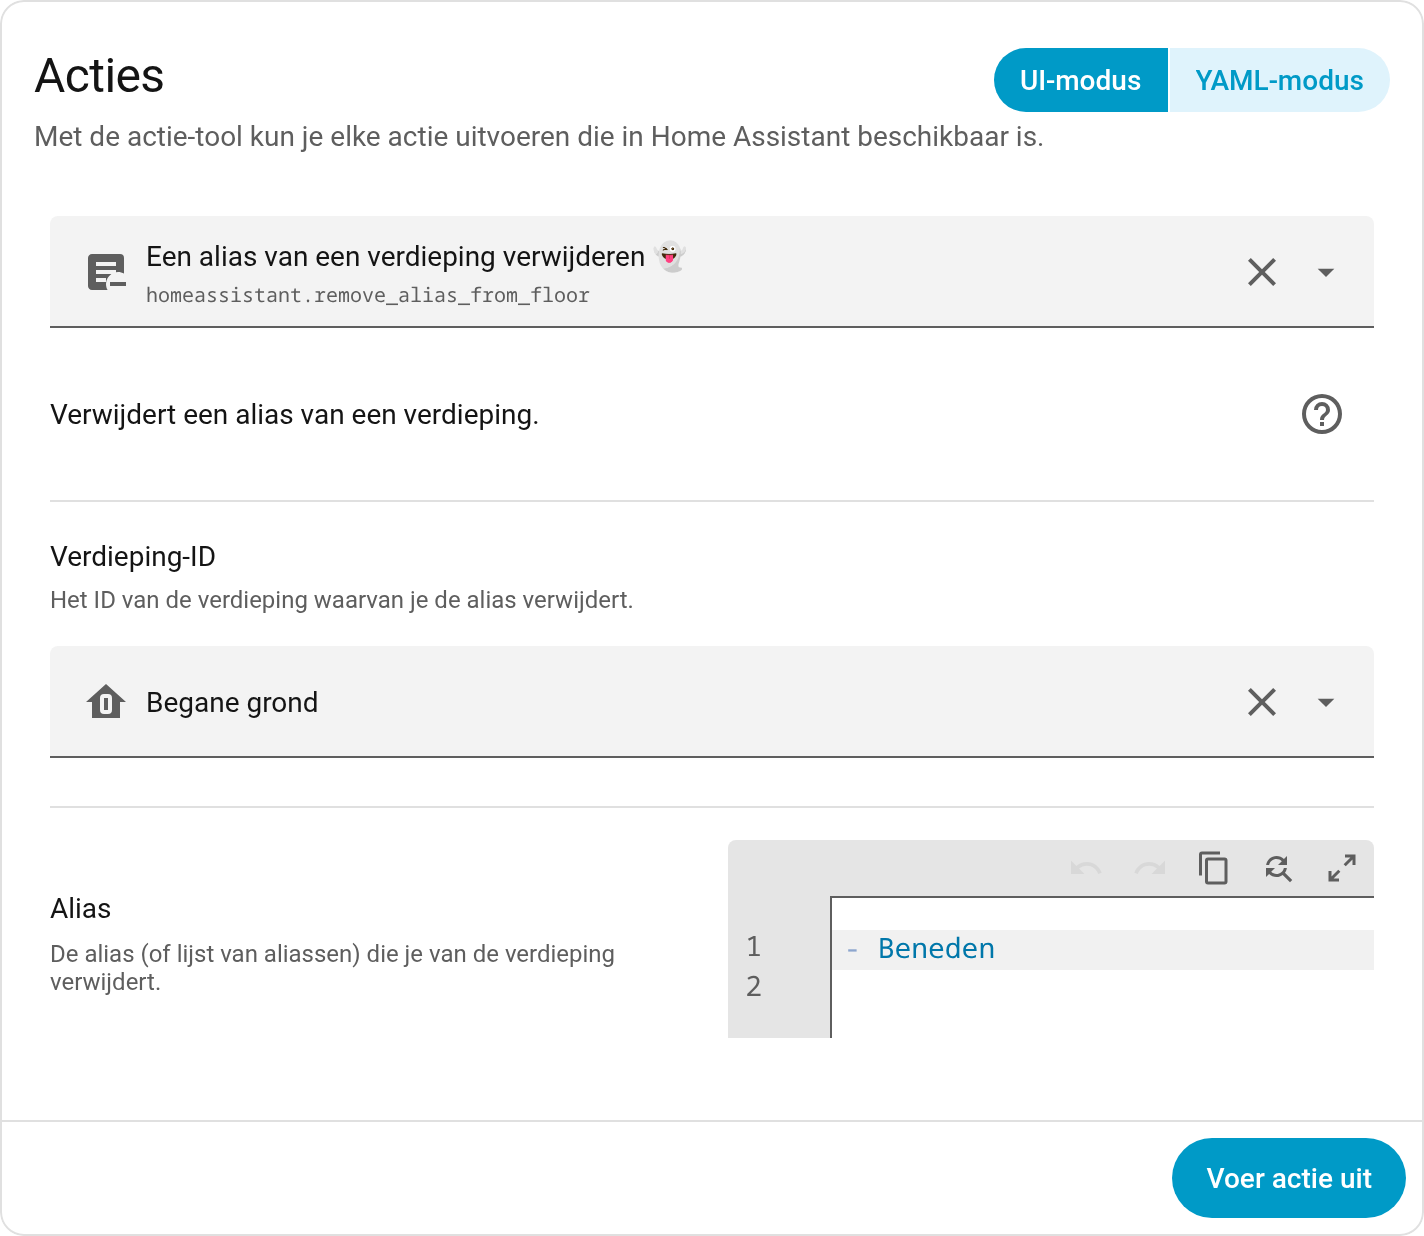 Acties
UI-modus
YAML-modus
Met de actie-tool kun je elke actie uitvoeren die in Home Assistant beschikbaar is.
Een alias van een verdieping verwijderen 👻
homeassistant.remove_alias_from_floor
Verwijdert een alias van een verdieping.
Verdieping-ID
Het ID van de verdieping waarvan je de alias verwijdert.
0
Begane grond
Alias
De alias (of lijst van aliassen) die je van de verdieping
verwijdert.
1
- Beneden
2
Voer actie uit